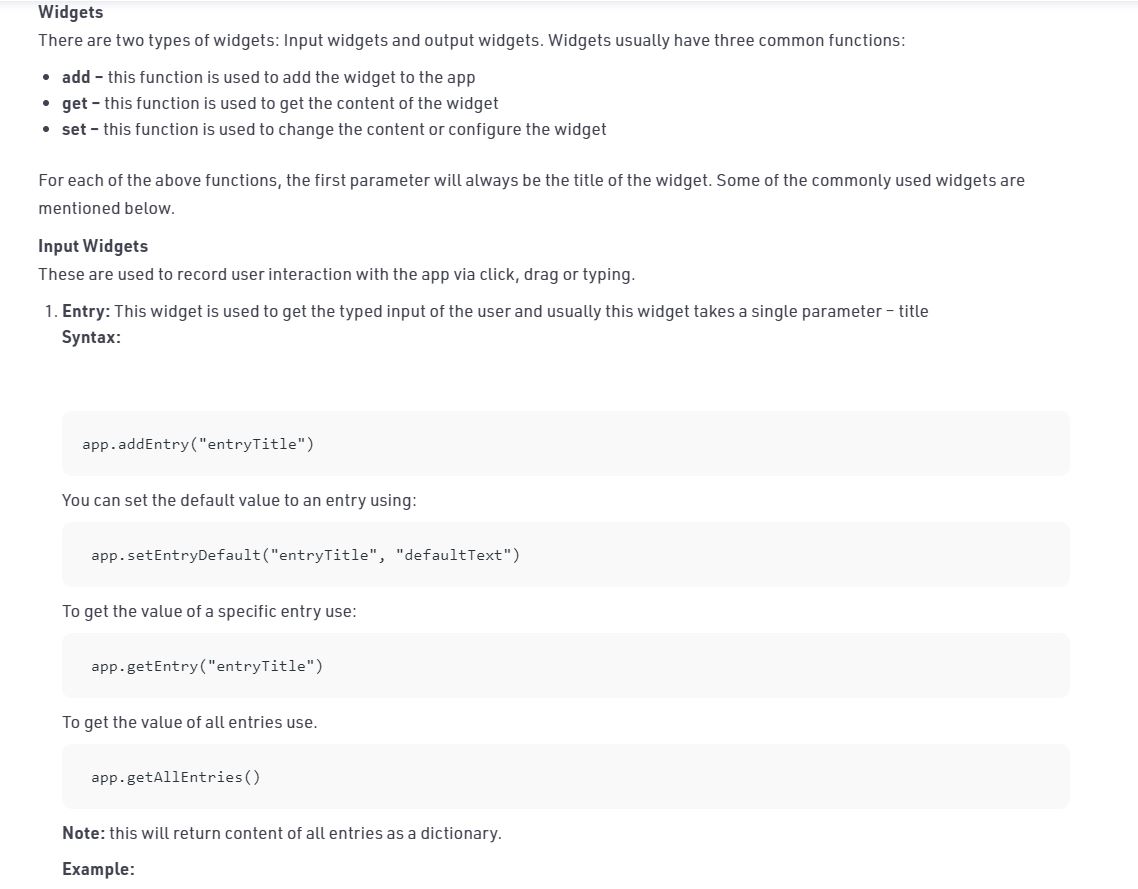 Widgets
There are two types of widgets: Input widgets and output widgets. Widgets usually have three common functions:
• add – this function is used to add the widget to the app
• get – this function is used to get the content of the widget
• set – this function is used to change the content or configure the widget
For each of the above functions, the first parameter will always be the title of the widget. Some of the commonly used widgets are
mentioned below.
Input Widgets
These are used to record user interaction with the app via click, drag or typing.
1. Entry: This widget is used to get the typed input of the user and usually this widget takes a single parameter – title
Syntax:
app.addEntry("entryTitle")
You can set the default value to an entry using:
app.setEntryDefault("entryTitle", "defaultText")
To get the value of a specific entry use:
app.getEntry("entryTitle")
To get the value of all entries use.
app.getAllEntries()
Note: this will return content of all entries as a dictionary.
Example: